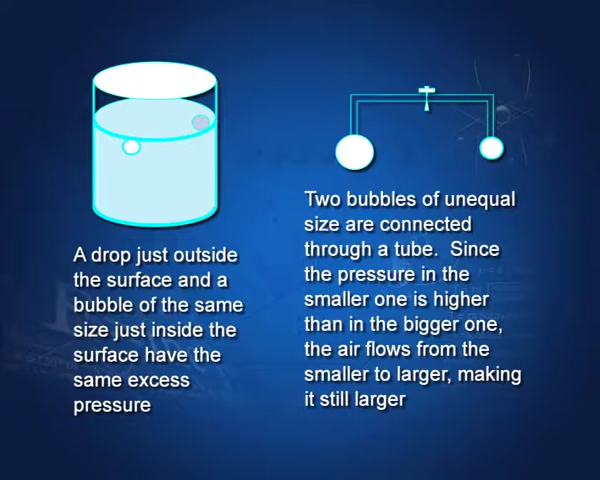 A drop just outside
the surface and a
bubble of the same
size just inside the
surface have the
same excess
pressure
Two bubbles of unequal
size are connected
through a tube. Since
the pressure in the
smaller one is higher
than in the bigger one,
the air flows from the
smaller to larger, making
it still larger